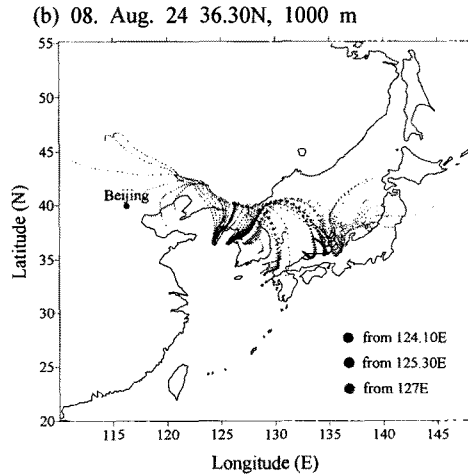 (b) 08. Aug. 24 36.30N, 1000 m
55
50
45
40
35
30
25
20
Latitude (N)
Beijing
from 124.10E
from 125.30E
from 127E
115 120 125 130 135 140 145
Longitude (E)